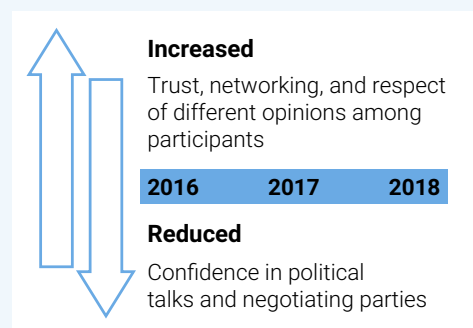 Increased
Trust, networking, and respect
of different opinions among
participants
2016 2017 2018
Reduced
Confidence in political
talks and negotiating parties